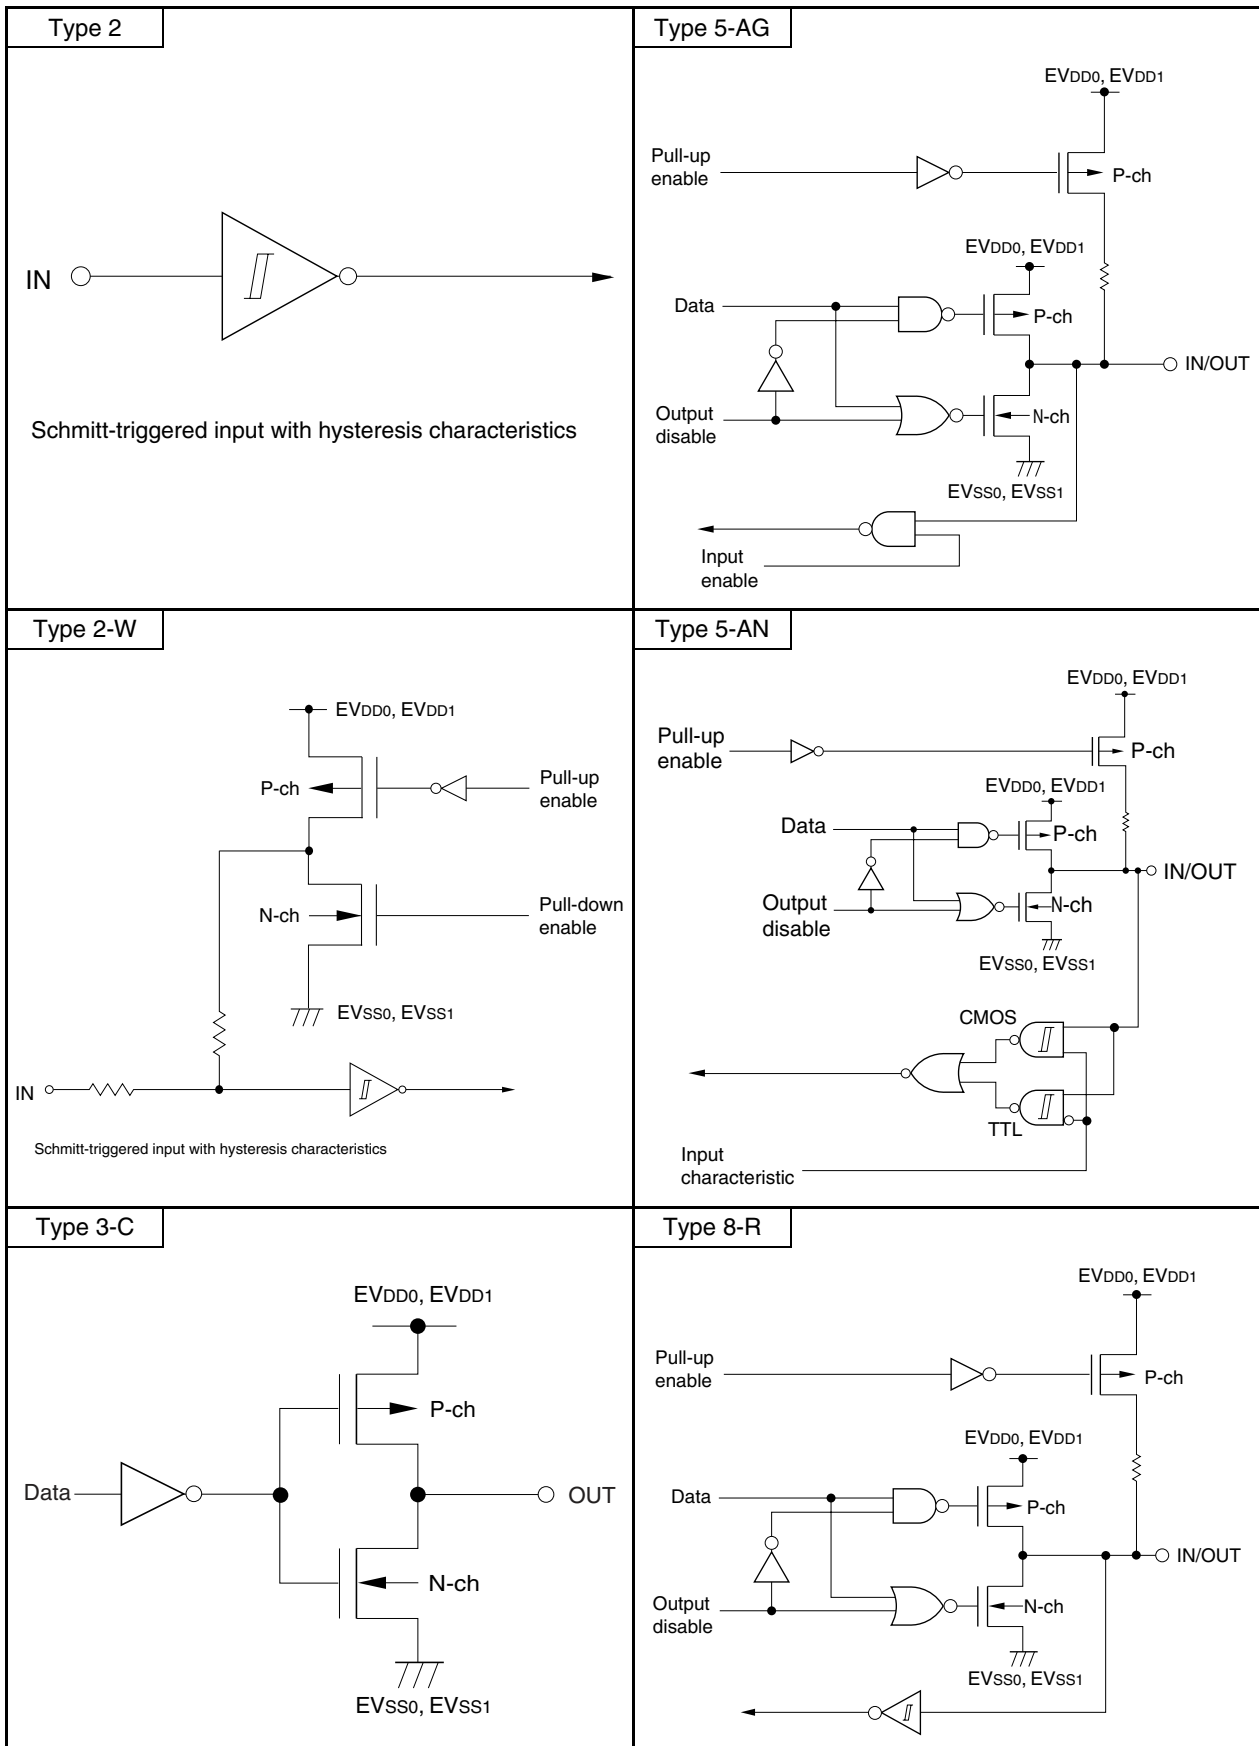 Type 2
IN
Schmitt-triggered input with hysteresis characteristics
Type 5-AG
EVDD0, EVDD1
Pull-up
enable
P-ch
EVDD0, EVDD1
Data
P-ch
IN/OUT
Output
disable
N-ch
EVSS0, EVSS1
Input
enable
Type 2-W
EVDD0, EVDD1
P-ch
Pull-up
enable
N-ch
Pull-down
enable
EVSS0, EVSS1
IN
Schmitt-triggered input with hysteresis characteristics
Type 5-AN
EVDD0, EVDD1
Pull-up
enable
P-ch
EVDD0, EVDD1
Data
P-ch
IN/OUT
Output
disable
N-ch
EVSS0, EVSS1
CMOS
TTL
Input
characteristic
Type 3-C
EVDD0, EVDD1
P-ch
Data
OUT
N-ch
EVSS0, EVSS1
Type 8-R
EVDD0, EVDD1
Pull-up
enable
P-ch
EVDD0, EVDD1
Data
P-ch
IN/OUT
Output
disable
N-ch
EVSS0, EVSS1